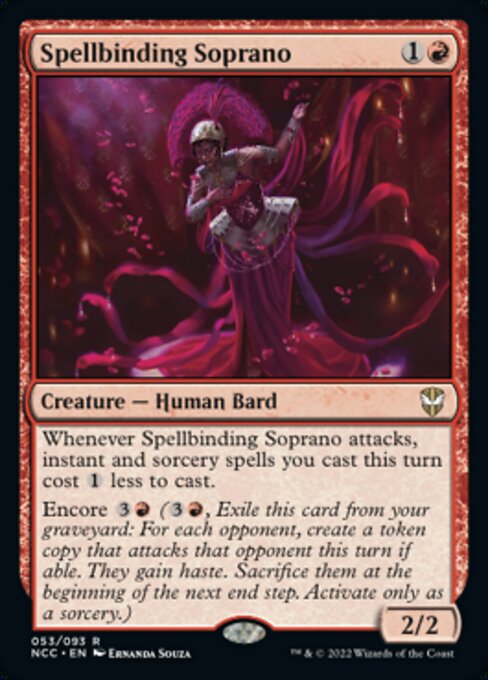 Spellbinding Soprano 1
Creature — Human Bard
Whenever Spellbinding Soprano attacks,
instant and sorcery spells you cast this turn
cost 1 less to cast.
Encore 3 (3, Exile this card from your
graveyard: For each opponent, create a token
copy that attacks that opponent this turn if
able. They gain haste. Sacrifice them at the
beginning of the next end step. Activate only as
a sorcery.)
2/2
053/093 R
NCC • EN Ernanda Souza
™ & © 2022 Wizards of the Coast